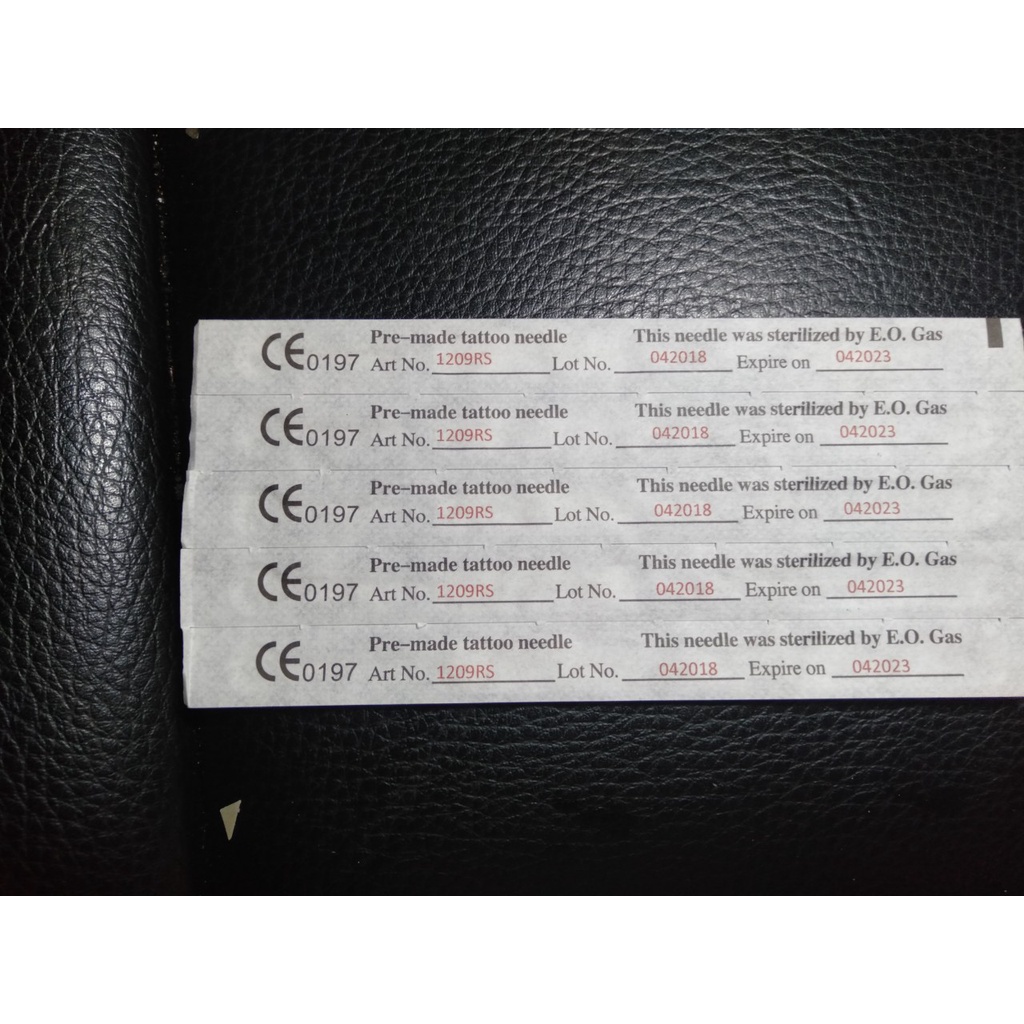 CE0197 Pre-made tattoo needle This needle was sterilized by E.O. Gas
Art No. 1209RS Lot No. 042018 Expire on 042023
CE0197 Pre-made tattoo needle This needle was sterilized by E.O. Gas
Art No. 1209RS Lot No. 042018 Expire on 042023
CE0197 Pre-made tattoo needle This needle was sterilized by E.O. Gas
Art No. 1209RS Lot No. 042018 Expire on 042023
CE0197 Pre-made tattoo needle This needle was sterilized by E.O. Gas
Art No. 1209RS Lot No. 042018 Expire on 042023
CE0197 Pre-made tattoo needle This needle was sterilized by E.O. Gas
Art No. 1209RS Lot No. 042018 Expire on 042023